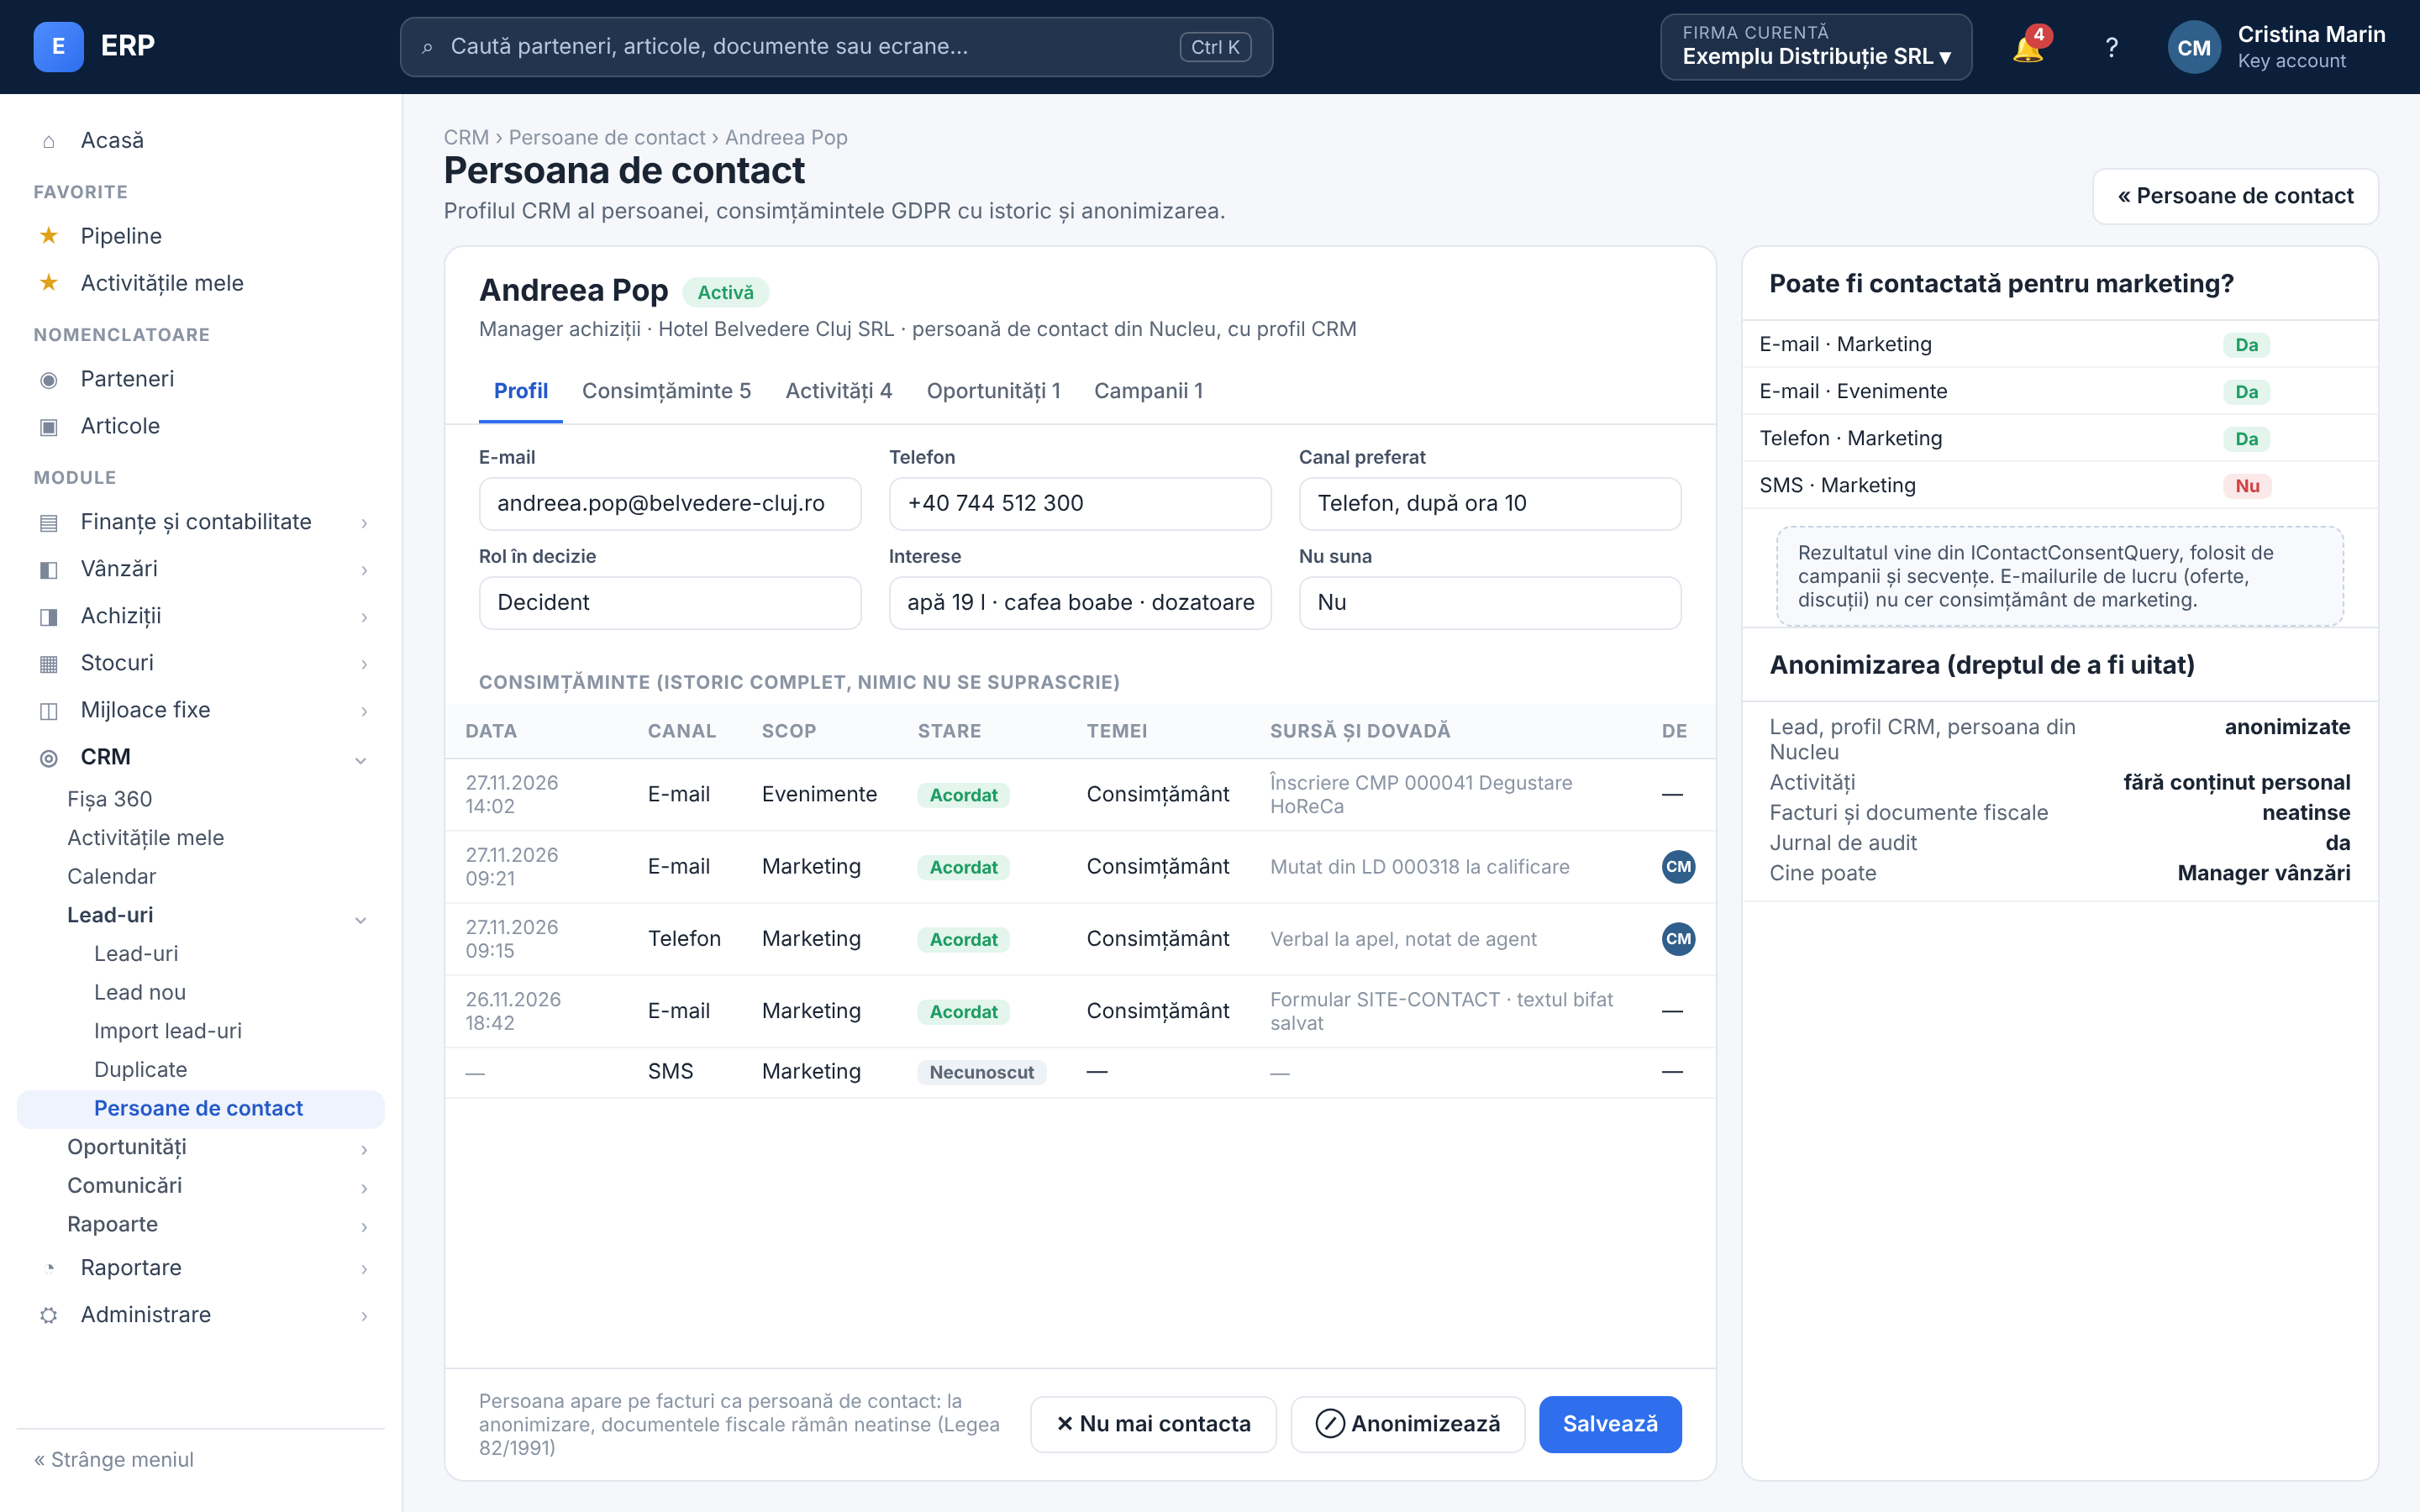 E ERP
Caută parteneri, articole, documente sau ecrane... Ctrl K
FIRMA CURENTĂ
Exemplu Distribuție SRL ▾
4
?
CM
Cristina Marin
Key account
Acasă
FAVORITE
Pipeline
Activitățile mele
NOMENCLATOARE
Parteneri
Articole
MODULE
Finanțe și contabilitate
Vânzări
Achiziții
Stocuri
Mijloace fixe
CRM
Fișa 360
Activitățile mele
Calendar
Lead-uri
Lead-uri
Lead nou
Import lead-uri
Duplicate
Persoane de contact
Oportunități
Comunicări
Rapoarte
Raportare
Administrare
« Strânge meniul
CRM › Persoane de contact › Andreea Pop
Persoana de contact
Profilul CRM al persoanei, consimțămintele GDPR cu istoric și anonimizarea.
« Persoane de contact
Andreea Pop Activă
Manager achiziții · Hotel Belvedere Cluj SRL · persoană de contact din Nucleu, cu profil CRM
Profil Consimțăminte 5 Activități 4 Oportunități 1 Campanii 1
E-mail Telefon Canal preferat
andreea.pop@belvedere-cluj.ro +40 744 512 300 Telefon, după ora 10
Rol în decizie Interese Nu suna
Decident apă 19 l · cafea boabe · dozatoare Nu
CONSIMȚĂMINTE (ISTORIC COMPLET, NIMIC NU SE SUPRASCRIE)
DATA CANAL SCOP STARE TEMEI SURSĂ ȘI DOVADĂ DE
27.11.2026 14:02 E-mail Evenimente Acordat Consimțământ Înscriere CMP 000041 Degustare HoReCa —
27.11.2026 09:21 E-mail Marketing Acordat Consimțământ Mutat din LD 000318 la calificare CM
27.11.2026 09:15 Telefon Marketing Acordat Consimțământ Verbal la apel, notat de agent CM
26.11.2026 18:42 E-mail Marketing Acordat Consimțământ Formular SITE-CONTACT · textul bifat salvat —
— SMS Marketing Necunoscut — — —
Persoana apare pe facturi ca persoană de contact: la
anonimizare, documentele fiscale rămân neatinse (Legea
82/1991)
✕ Nu mai contacta
Anonimizează
Salvează
Poate fi contactată pentru marketing?
E-mail · Marketing Da
E-mail · Evenimente Da
Telefon · Marketing Da
SMS · Marketing Nu
Rezultatul vine din IContactConsentQuery, folosit de
campanii și secvențe. E-mailurile de lucru (oferte,
discuții) nu cer consimțământ de marketing.
Anonimizarea (dreptul de a fi uitat)
Lead, profil CRM, persoana din Nucleu anonimizate
Activități fără conținut personal
Facturi și documente fiscale neatinse
Jurnal de audit da
Cine poate Manager vânzări